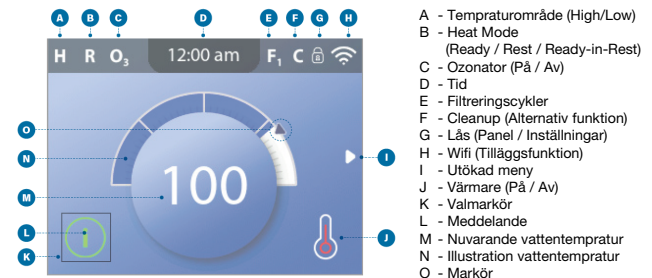 A B C D E F G H
H R O₃ 12:00 am F₁ C 8
O
N
I
100
M
L
i
J
K
A - Tempraturområde (High/Low)
B - Heat Mode
(Ready / Rest / Ready-in-Rest)
C - Ozonator (På / Av)
D - Tid
E - Filtreringscykler
F - Cleanup (Alternativ funktion)
G - Lås (Panel / Inställningar)
H - Wifi (Tilläggsfunktion)
I - Utökad meny
J - Värmare (På / Av)
K - Valmarkör
L - Meddelande
M - Nuvarande vattentempratur
N - Illustration vattentempratur
O - Markör